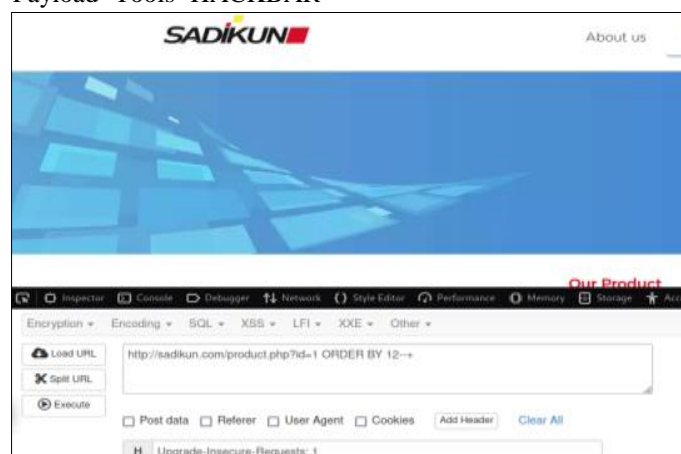 Payload Tools HACKBAR
SADIKUN
About us
Our Product
Inspector Console Debugger Network Style Editor Performance Memory Storage Acc
Encryption Encoding SQL XSS LFI XXE Other
Load URL http://sadikun.com/product.php?id=1 ORDER BY 12--+
Split URL
Execute
Post data Referer User Agent Cookies Add Header Clear All
H Upgrade-Insecure-Requests: 1